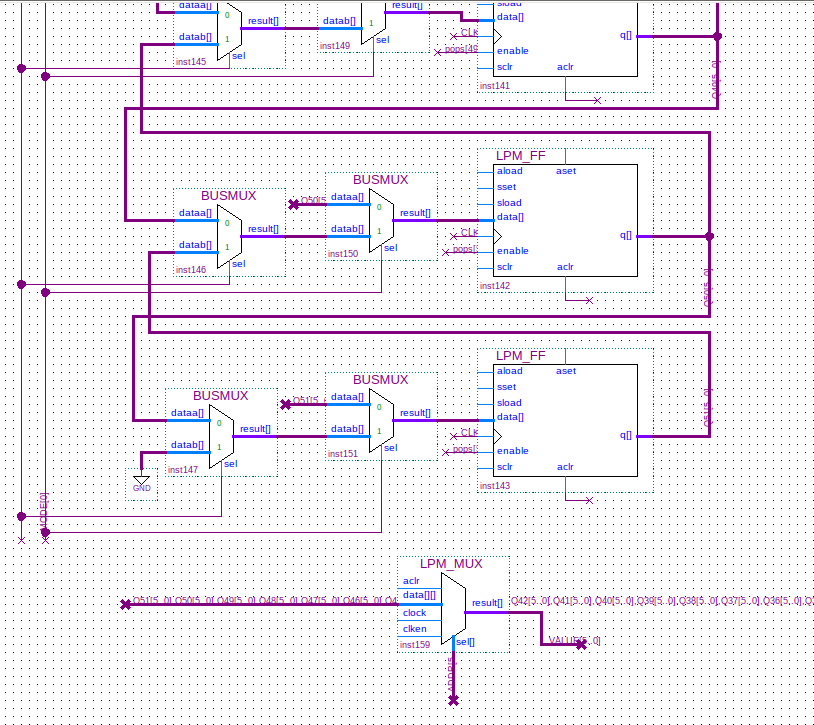 dataa[]
0
result[]
datab[]
1
sel
inst145
result[]
datab[]
1
sel
inst149
sload
data[]
CLK
pops[49
enable
sclr
aclr
q[]
inst141
BUSMUX
dataa[]
0
result[]
datab[]
1
sel
inst146
BUSMUX
Q50[5
dataa[]
0
result[]
datab[]
1
sel
inst150
LPM_FF
aload
aset
sset
sload
data[]
CLK
pops[
enable
sclr
aclr
q[]
inst142
BUSMUX
dataa[]
0
result[]
datab[]
1
sel
inst147
GND
BUSMUX
Q51[5
dataa[]
0
result[]
datab[]
1
sel
inst151
LPM_FF
aload
aset
sset
sload
data[]
CLK
pops[
enable
sclr
aclr
q[]
inst143
Q50[5..0]
Q51[5..0]
MODE[0]
LPM_MUX
aclr
Q51[5..0],Q50[5..0],Q49[5..0],Q48[5..0],Q47[5..0],Q46[5..0],Q4
data[][]
clock
clken
result[]
sel[]
inst159
Q42[5..0],Q41[5..0],Q40[5..0],Q39[5..0],Q38[5..0],Q37[5..0],Q36[5..0],Q
VALUE[5..0]
ADDR[5